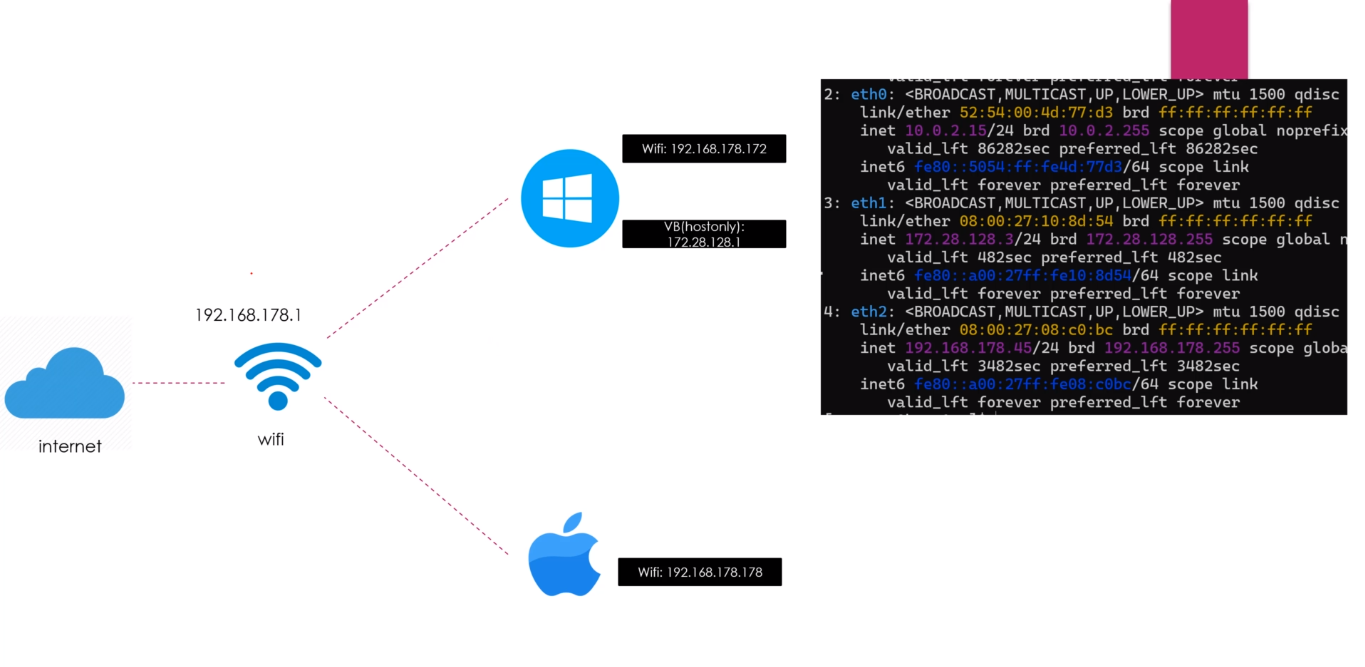 192.168.178.1
internet
wifi
Wifi: 192.168.178.172
VB(hostonly):
172.28.128.1
Wifi: 192.168.178.178
valid_lft forever preferred_lft forever
2: eth0: <BROADCAST,MULTICAST,UP,LOWER_UP> mtu 1500 qdisc
link/ether 52:54:00:4d:77:d3 brd ff:ff:ff:ff:ff:ff
inet 10.0.2.15/24 brd 10.0.2.255 scope global noprefix
valid_lft 86282sec preferred_lft 86282sec
inet6 fe80::5054:ff:fe4d:77d3/64 scope link
valid_lft forever preferred_lft forever
3: eth1: <BROADCAST,MULTICAST,UP,LOWER_UP> mtu 1500 qdisc
link/ether 08:00:27:10:8d:54 brd ff:ff:ff:ff:ff:ff
inet 172.28.128.3/24 brd 172.28.128.255 scope global n
valid_lft 482sec preferred_lft 482sec
inet6 fe80::a00:27ff:fe10:8d54/64 scope link
valid_lft forever preferred_lft forever
4: eth2: <BROADCAST,MULTICAST,UP,LOWER_UP> mtu 1500 qdisc
link/ether 08:00:27:08:c0:bc brd ff:ff:ff:ff:ff:ff
inet 192.168.178.45/24 brd 192.168.178.255 scope globa
valid_lft 3482sec preferred_lft 3482sec
inet6 fe80::a00:27ff:fe08:c0bc/64 scope link
valid_lft forever preferred_lft forever